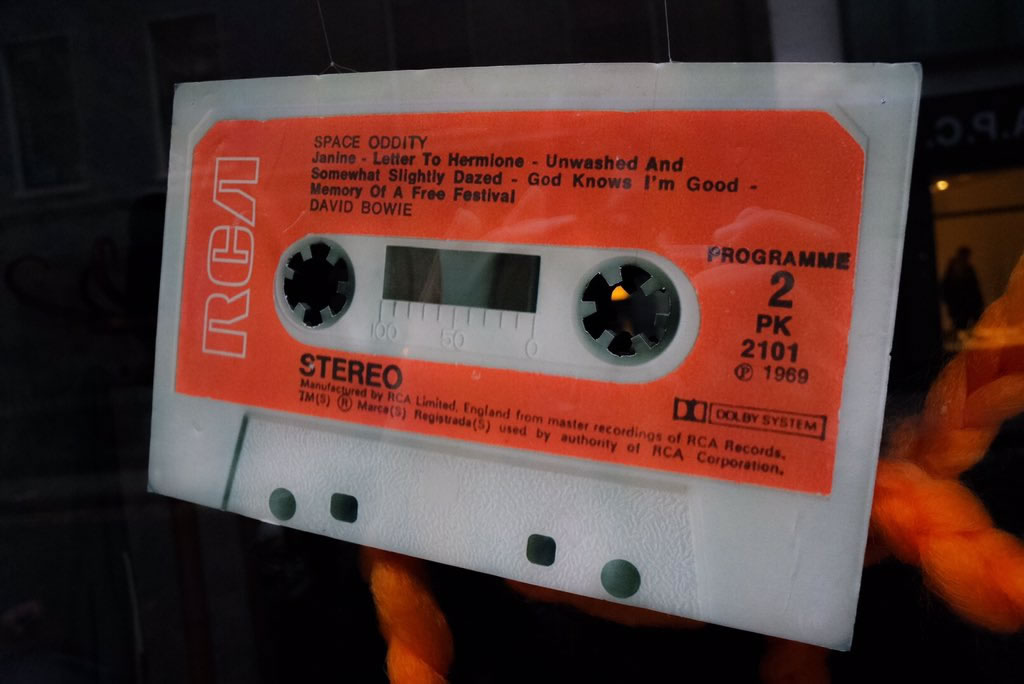 SPACE ODDITY
Janine - Letter To Hermione - Unwashed And
Somewhat Slightly Dazed - God Knows I'm Good -
Memory Of A Free Festival
DAVID BOWIE
RCA
PROGRAMME
2
PK
2101
℗ 1969
100 50 0
STEREO
Manufactured by RCA Limited, England from master recordings of RCA Records.
TM(S) ® Marca(S) Registrada(S) used by authority of RCA Corporation.
DOLBY SYSTEM
A.P.C.